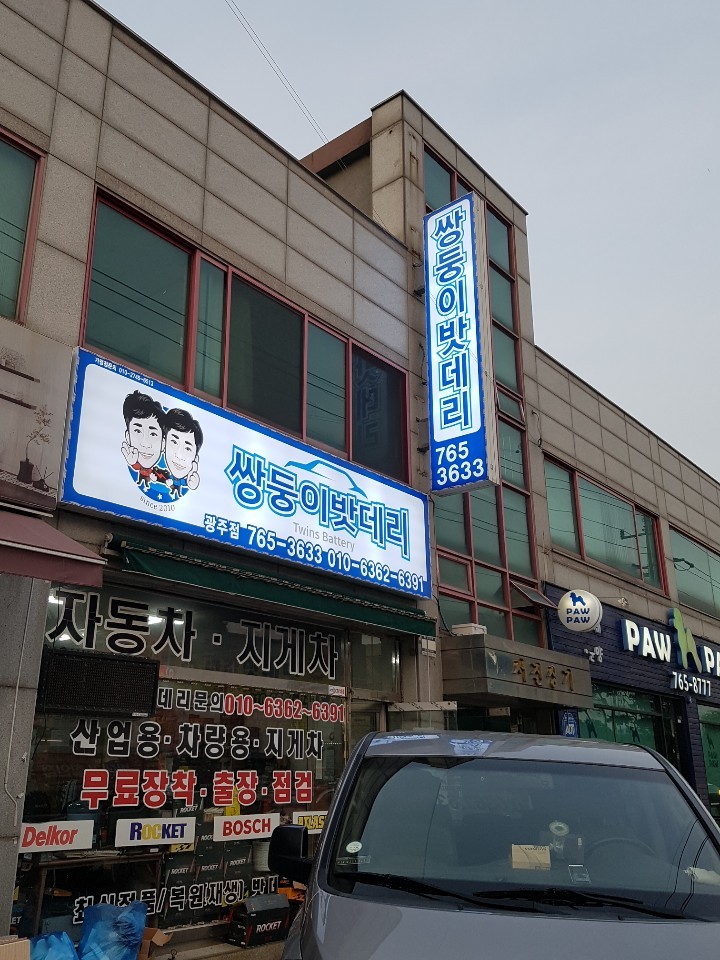 쌍둥이밧데리
765
3633
쌍둥이밧데리
Twins Battery
since 2010
광주점 765-3633 010-6362-6391
자동차·지게차
데리문의 010~6362~6391
산업용·차량용·지게차
무료장착·출장·점검
Delkor
ROCKET
BOSCH
ATLAS
ROCKET
PAW
PAW
PAW
765-8777